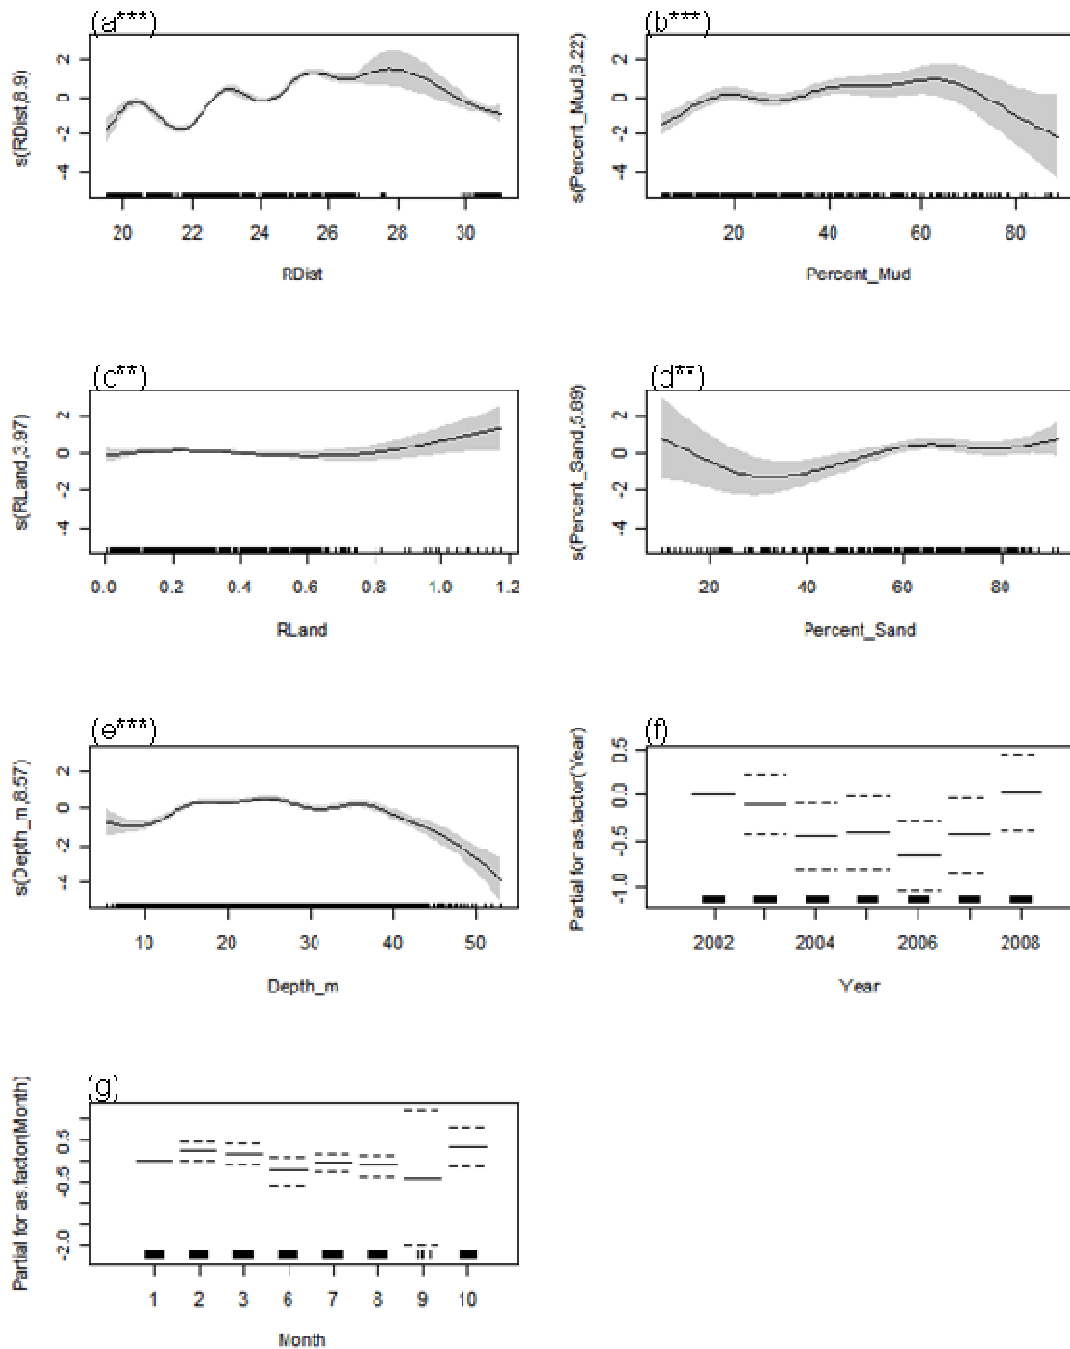 (a***)
s(RDist,8.9)
2
0
-2
-4
20 22 24 26 28 30
RDist
(b***)
s(Percent_Mud,8.22)
2
0
-2
-4
20 40 60 80
Percent_Mud
(c**)
s(RLand,3.97)
2
0
-2
-4
0.0 0.2 0.4 0.6 0.8 1.0 1.2
RLand
(d**)
s(Percent_Sand,5.89)
2
0
-2
-4
20 40 60 80
Percent_Sand
(e***)
s(Depth_m,8.57)
2
0
-2
-4
10 20 30 40 50
Depth_m
(f)
Partial for as.factor(Year)
0.5
0.0
-0.5
-1.0
2002 2004 2006 2008
Year
(g)
Partial for as.factor(Month)
0.5
-0.5
-2.0
1 2 3 6 7 8 9 10
Month